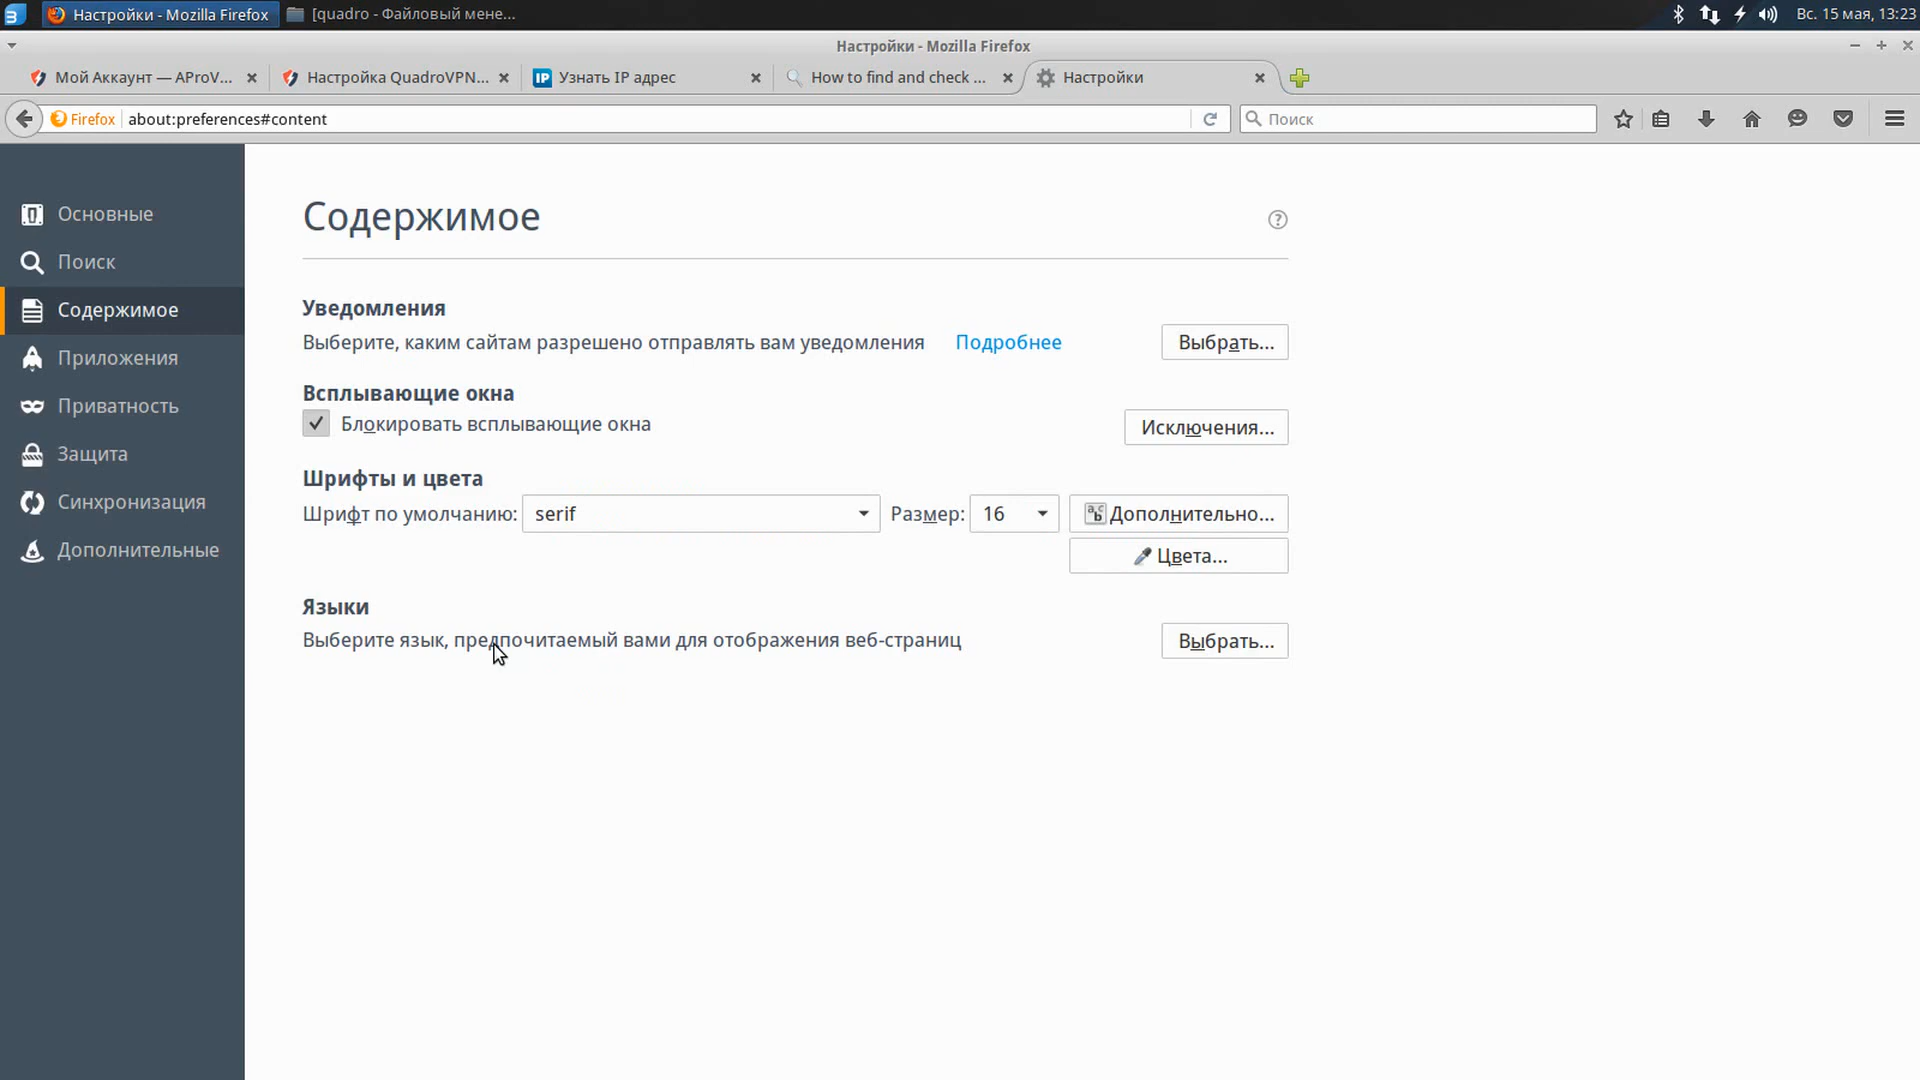 Настройки - Mozilla Firefox
[quadro - Файловый мене...
Вс. 15 мая, 13:23
Настройки - Mozilla Firefox
Мой Аккаунт — AProV...
Настройка QuadroVPN...
IP Узнать IP адрес
How to find and check ...
Настройки
Firefox
about:preferences#content
Поиск
Основные
Поиск
Содержимое
Приложения
Приватность
Защита
Синхронизация
Дополнительные
Содержимое
?
Уведомления
Выберите, каким сайтам разрешено отправлять вам уведомления Подробнее Выбрать...
Всплывающие окна
Блокировать всплывающие окна Исключения...
Шрифты и цвета
Шрифт по умолчанию: serif Размер: 16 Дополнительно...
Цвета...
Языки
Выберите язык, предпочитаемый вами для отображения веб-страниц Выбрать...